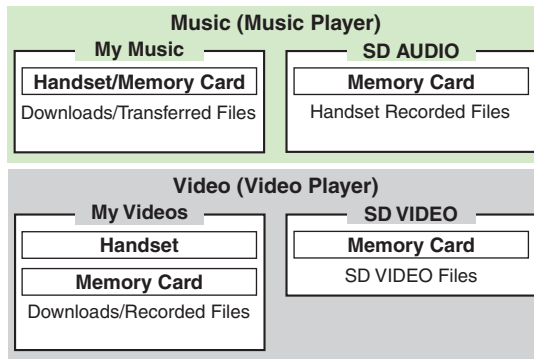 Music (Music Player)
My Music
Handset/Memory Card
Downloads/Transferred Files
SD AUDIO
Memory Card
Handset Recorded Files
Video (Video Player)
My Videos
Handset
Memory Card
Downloads/Recorded Files
SD VIDEO
Memory Card
SD VIDEO Files